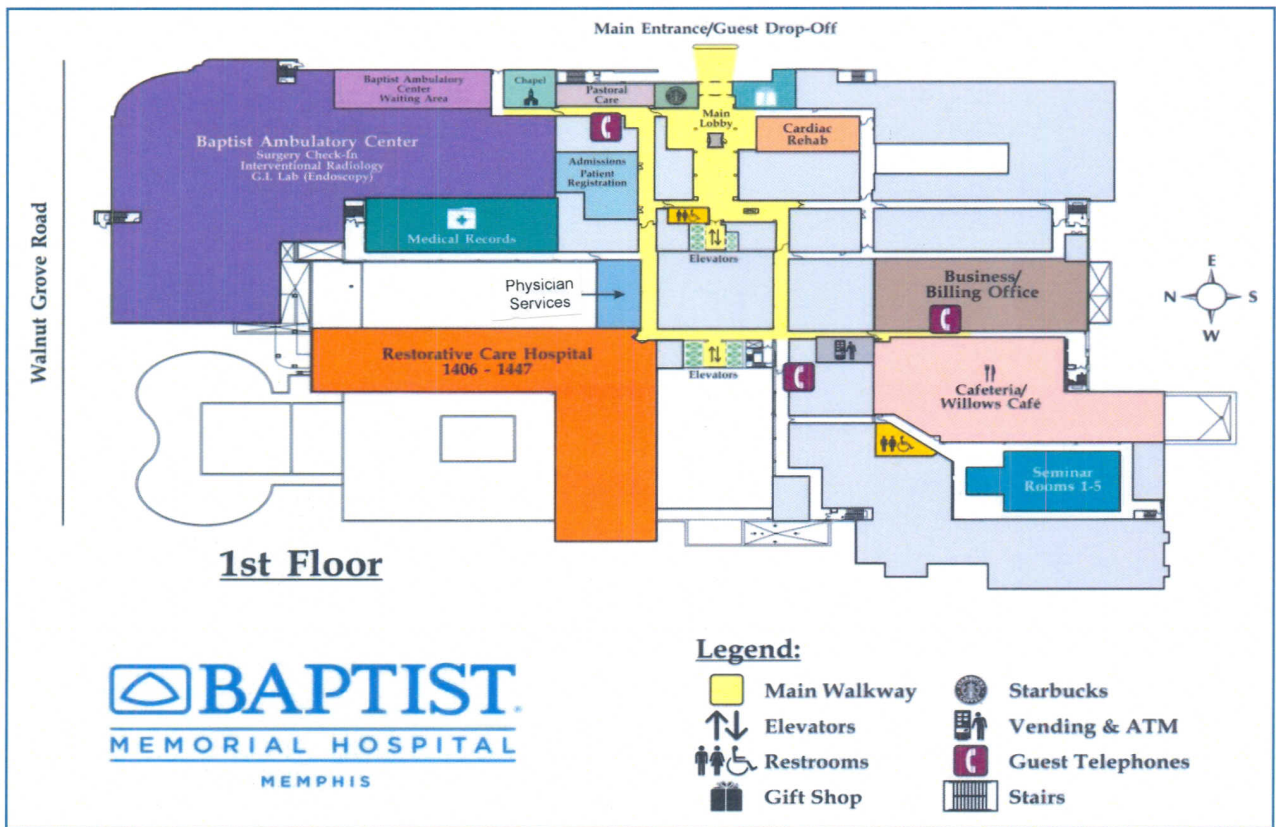 Main Entrance/Guest Drop-Off
Baptist Ambulatory
Center
Waiting Area
Chapel
Pastoral
Care
Main
Lobby
Cardiac
Rehab
Baptist Ambulatory Center
Surgery Check-In
Interventional Radiology
G.I. Lab (Endoscopy)
Admissions
Patient
Registration
Medical Records
Elevators
Physician
Services
Business/
Billing Office
Walnut Grove Road
E
N
S
W
Restorative Care Hospital
1406 - 1447
Elevators
Cafeteria/
Willows Café
Seminar
Rooms 1-5
1st Floor
BAPTIST
MEMORIAL HOSPITAL
MEMPHIS
Legend:
Main Walkway
Elevators
Restrooms
Gift Shop
Starbucks
Vending & ATM
Guest Telephones
Stairs